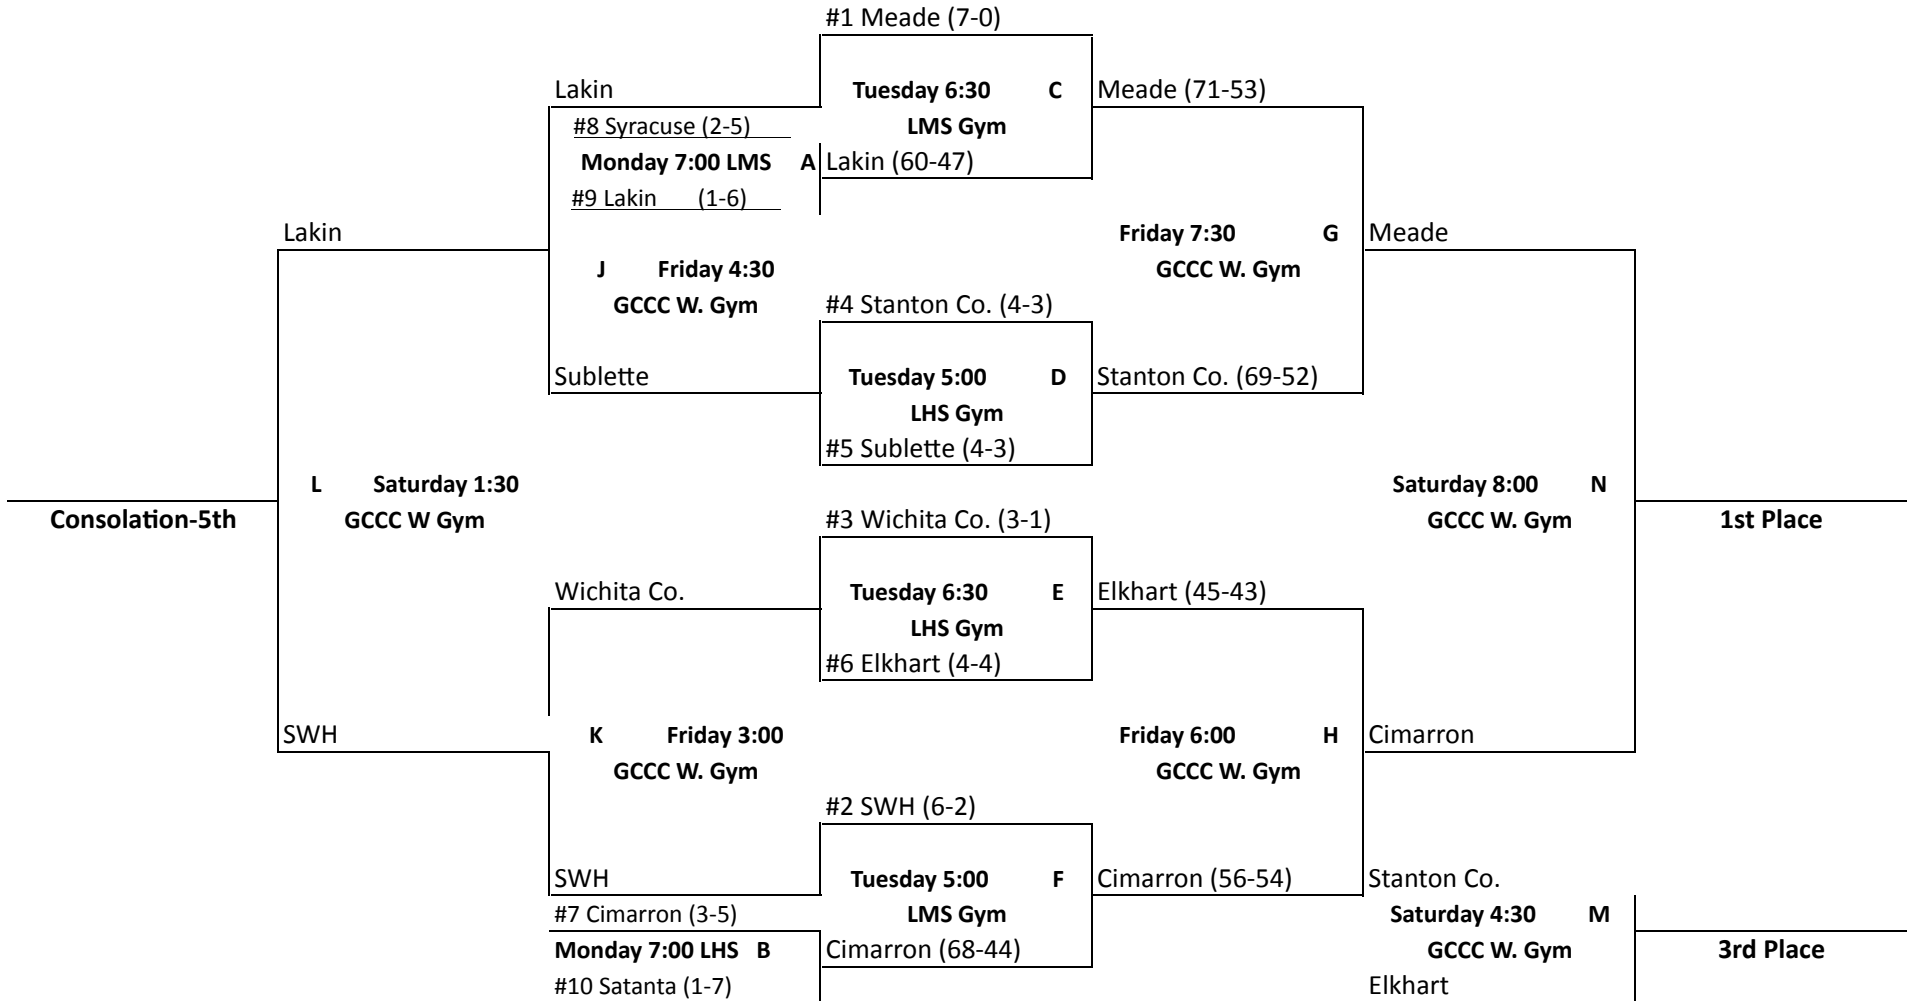 #1 Meade (7-0)
Lakin
Tuesday 6:30 C
Meade (71-53)
#8 Syracuse (2-5)
LMS Gym
Monday 7:00 LMS A
Lakin (60-47)
#9 Lakin (1-6)
Lakin
Friday 7:30 G
Meade
J Friday 4:30
GCCC W. Gym
GCCC W. Gym
#4 Stanton Co. (4-3)
Sublette
Tuesday 5:00 D
Stanton Co. (69-52)
LHS Gym
#5 Sublette (4-3)
L Saturday 1:30
Saturday 8:00 N
Consolation-5th
GCCC W Gym
#3 Wichita Co. (3-1)
GCCC W. Gym
1st Place
Wichita Co.
Tuesday 6:30 E
Elkhart (45-43)
LHS Gym
#6 Elkhart (4-4)
SWH
K Friday 3:00
Friday 6:00 H
Cimarron
GCCC W. Gym
GCCC W. Gym
#2 SWH (6-2)
SWH
Tuesday 5:00 F
Cimarron (56-54)
Stanton Co.
#7 Cimarron (3-5)
LMS Gym
Saturday 4:30 M
Monday 7:00 LHS B
Cimarron (68-44)
GCCC W. Gym
3rd Place
#10 Satanta (1-7)
Elkhart